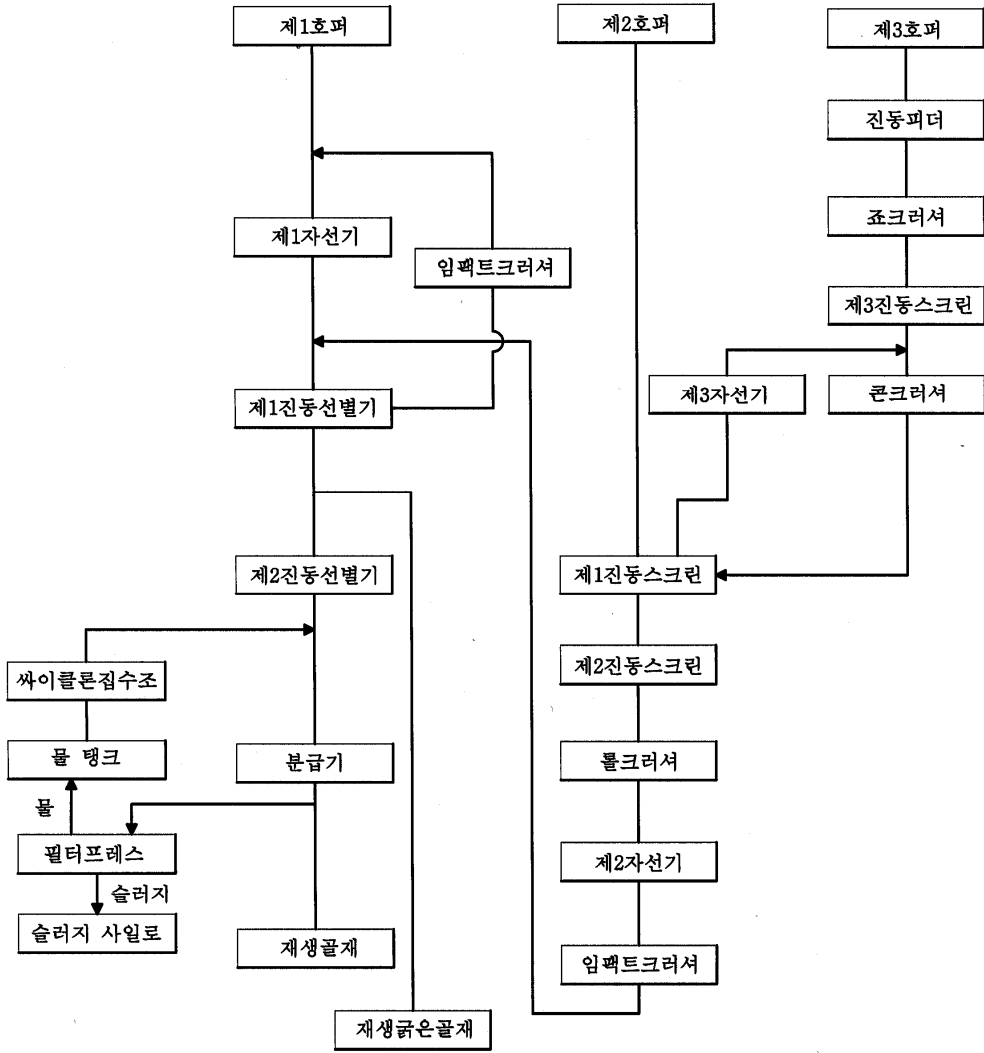 제1호퍼
제2호퍼
제3호퍼
진동피더
죠크러셔
제1자선기
임팩트크러셔
제3진동스크린
제1진동선별기
제3자선기
콘크러셔
제2진동선별기
제1진동스크린
싸이클론집수조
제2진동스크린
물 탱크
분급기
롤크러셔
물
필터프레스
제2자선기
슬러지
슬러지 사일로
재생골재
임팩트크러셔
재생굵은골재